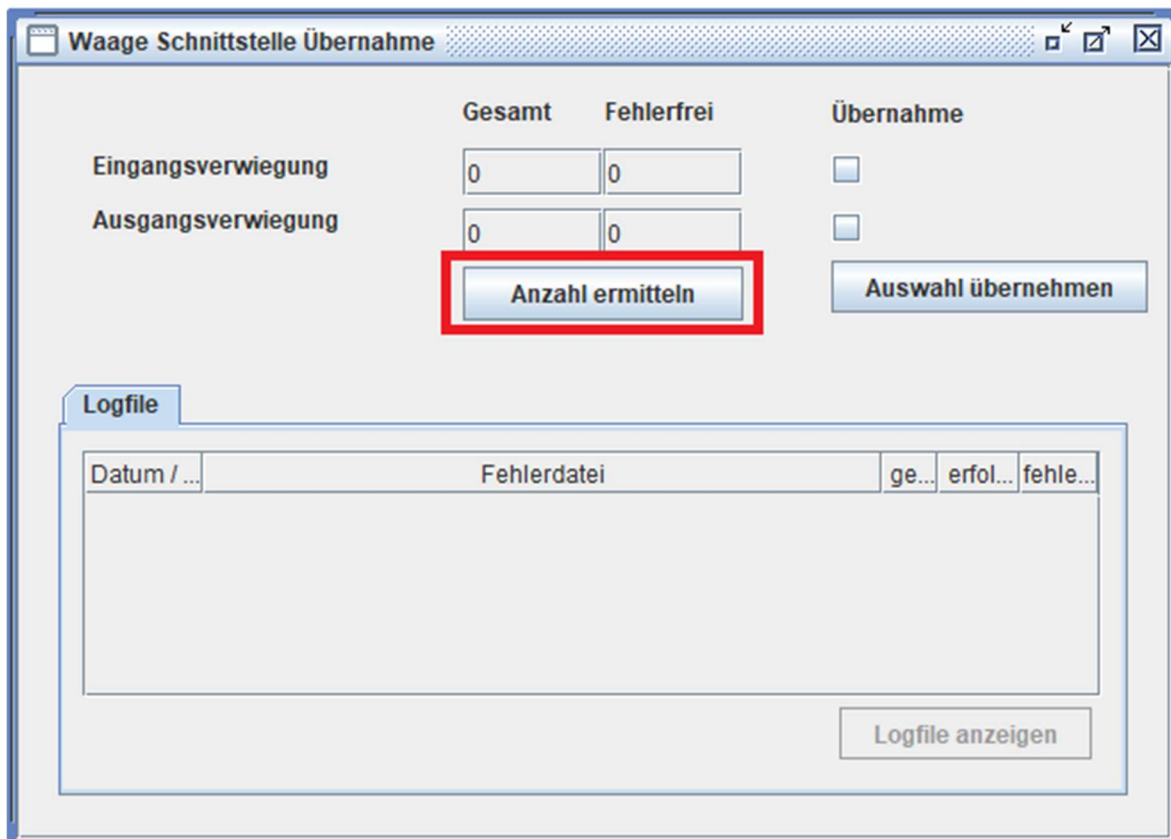 Waage Schnittstelle Übernahme
Gesamt Fehlerfrei Übernahme
Eingangsverwiegung 0 0
Ausgangsverwiegung 0 0
Anzahl ermitteln Auswahl übernehmen
Logfile
Datum / ... Fehlerdatei ge... erfol... fehle...
Logfile anzeigen